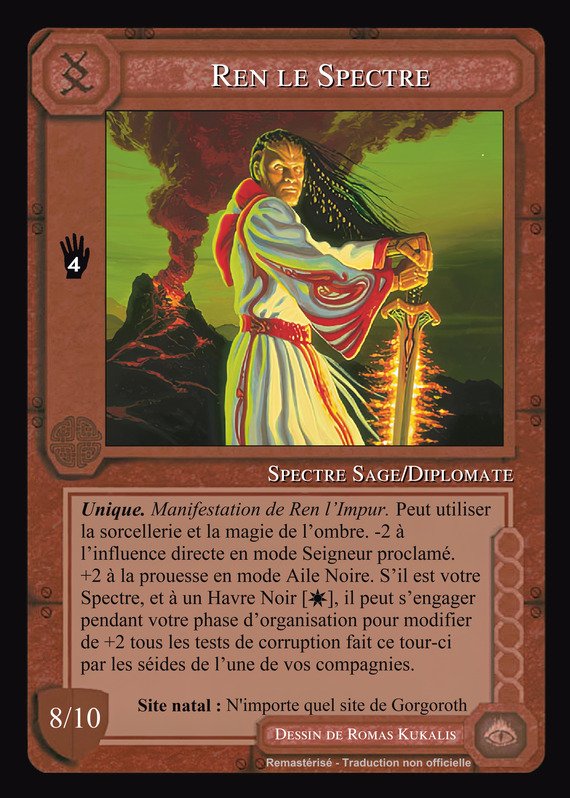 Ren le Spectre
4
Spectre Sage/Diplomate
Unique. Manifestation de Ren l'Impur. Peut utiliser
la sorcellerie et la magie de l'ombre. -2 à
l'influence directe en mode Seigneur proclamé.
+2 à la prouesse en mode Aile Noire. S'il est votre
Spectre, et à un Havre Noir [☀], il peut s'engager
pendant votre phase d'organisation pour modifier
de +2 tous les tests de corruption fait ce tour-ci
par les séides de l'une de vos compagnies.
Site natal : N'importe quel site de Gorgoroth
8/10
Dessin de Romas Kukalis
Remastérisé - Traduction non officielle